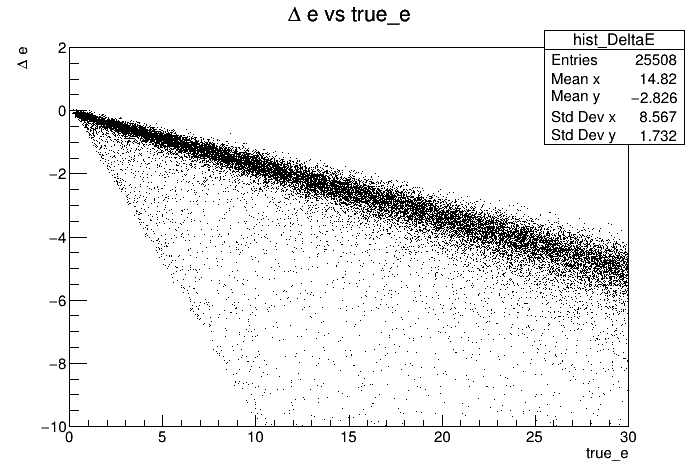 Δ e vs true_e
hist_DeltaE
Entries 25508
Mean x 14.82
Mean y −2.826
Std Dev x 8.567
Std Dev y 1.732
Δ e
2
0
−2
−4
−6
−8
−10
0 5 10 15 20 25 30
true_e